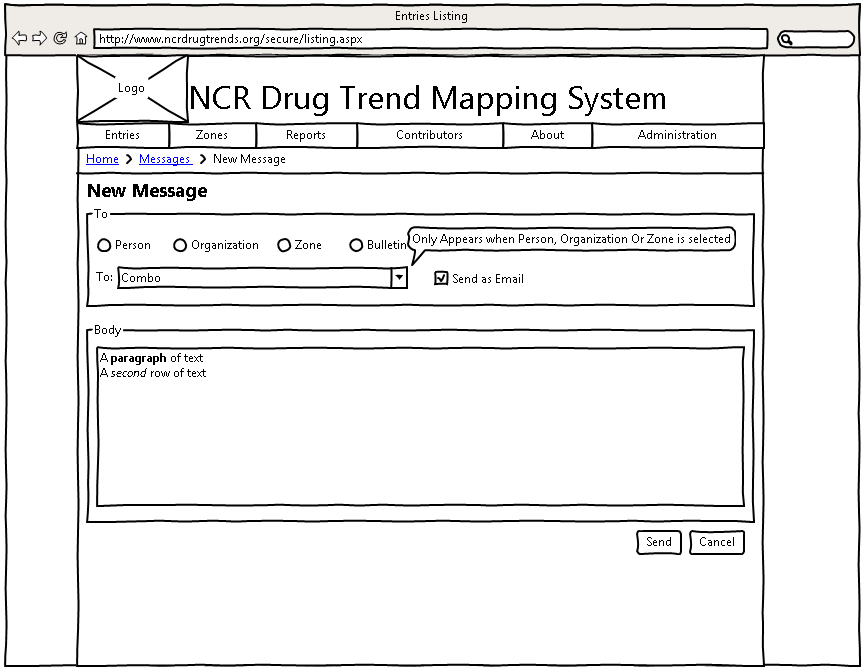 Entries Listing
http://www.ncrdrugtrends.org/secure/listing.aspx
Logo
NCR Drug Trend Mapping System
Entries Zones Reports Contributors About Administration
Home > Messages > New Message
New Message
To
Person Organization Zone Bulletin
Only Appears when Person, Organization Or Zone is selected
To: Combo Send as Email
Body
A paragraph of text
A second row of text
Send Cancel